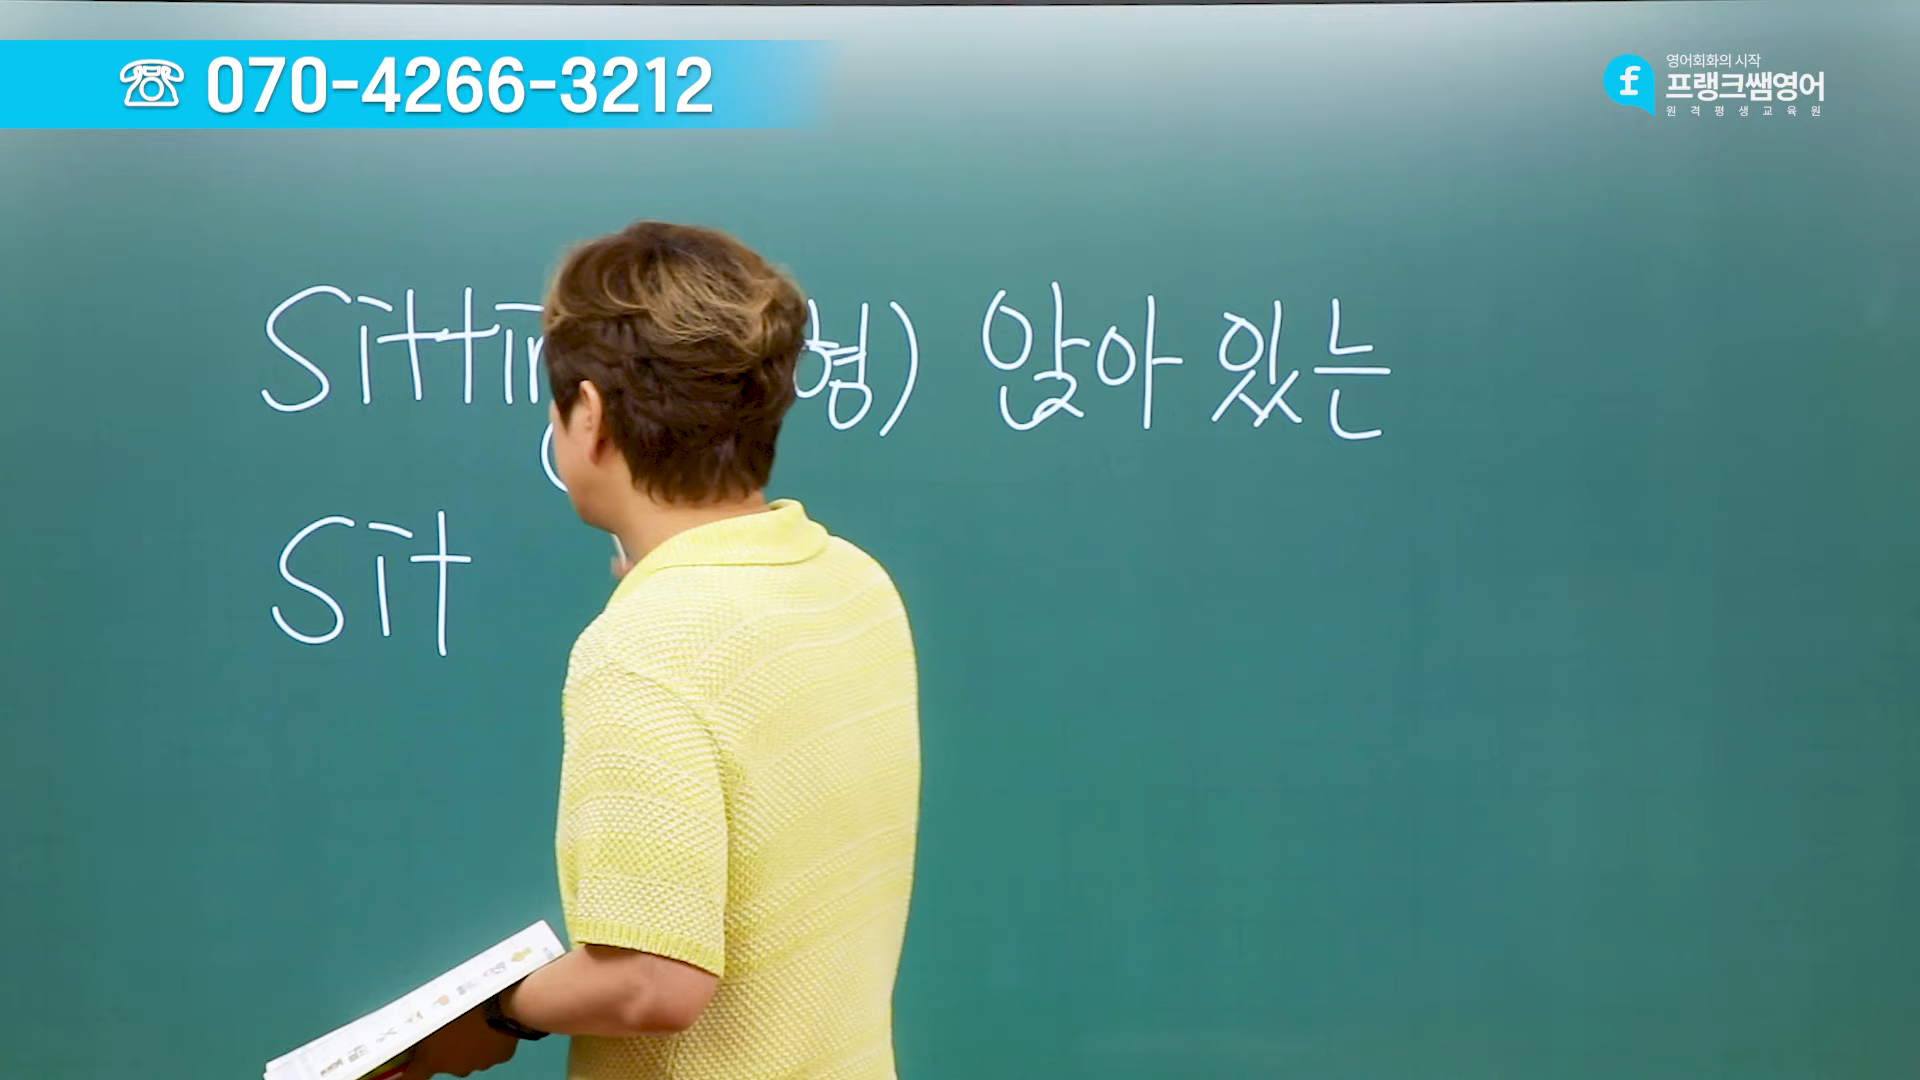 070-4266-3212
영어회화의 시작
프랭크쌤영어
원격평생교육원
형) 앉아 있는
Sit